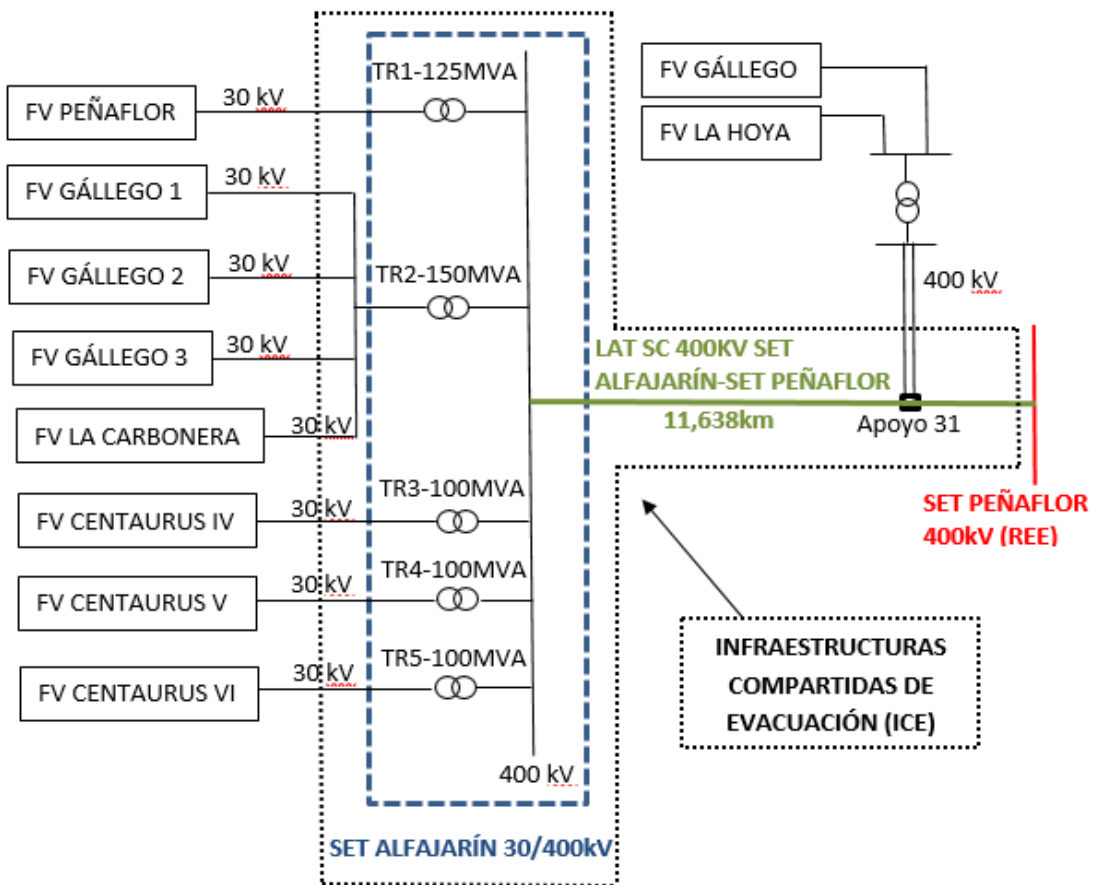 TR1-125MVA
FV PEÑAFLOR
30 kV
FV GÁLLEGO 1
30 kV
FV GÁLLEGO 2
30 kV
TR2-150MVA
FV GÁLLEGO 3
30 kV
FV LA CARBONERA
30 kV
TR3-100MVA
FV CENTAURUS IV
30 kV
TR4-100MVA
FV CENTAURUS V
30 kV
TR5-100MVA
FV CENTAURUS VI
30 kV
400 kV
SET ALFAJARÍN 30/400kV
FV GÁLLEGO
FV LA HOYA
400 kV
LAT SC 400KV SET
ALFAJARÍN-SET PEÑAFLOR
11,638km
Apoyo 31
SET PEÑAFLOR
400kV (REE)
INFRAESTRUCTURAS
COMPARTIDAS DE
EVACUACIÓN (ICE)